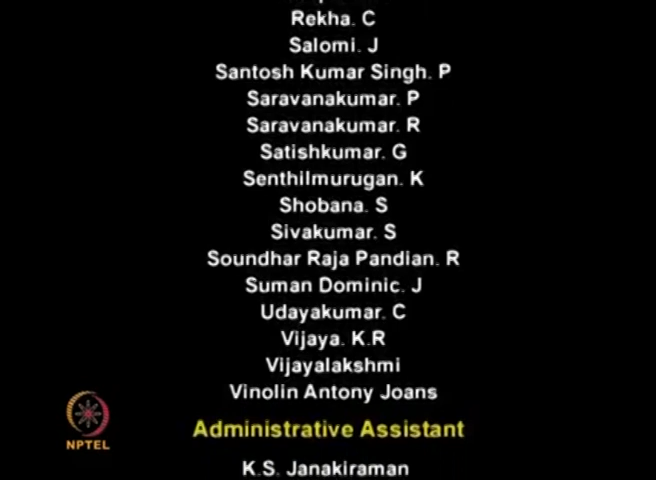 Rekha. C
Salomi. J
Santosh Kumar Singh. P
Saravanakumar. P
Saravanakumar. R
Satishkumar. G
Senthilmurugan. K
Shobana. S
Sivakumar. S
Soundhar Raja Pandian. R
Suman Dominic. J
Udayakumar. C
Vijaya. K.R
Vijayalakshmi
Vinolin Antony Joans
Administrative Assistant
NPTEL
K.S. Janakiraman